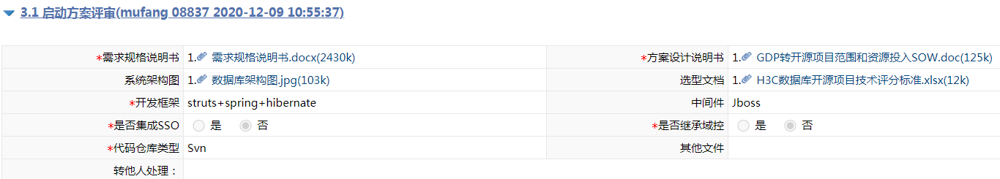 3.1 启动方案评审(mufang 08837 2020-12-09 10:55:37)
*需求规格说明书 1. 需求规格说明书.docx(2430k) *方案设计说明书 1. GDP转开源项目范围和资源投入SOW.doc(125k)
系统架构图 1. 数据库架构图.jpg(103k) 选型文档 1. H3C数据库开源项目技术评分标准.xlsx(12k)
*开发框架 struts+spring+hibernate 中间件 Jboss
*是否集成SSO 是 否 *是否继承域控 是 否
*代码仓库类型 Svn 其他文件
转他人处理：